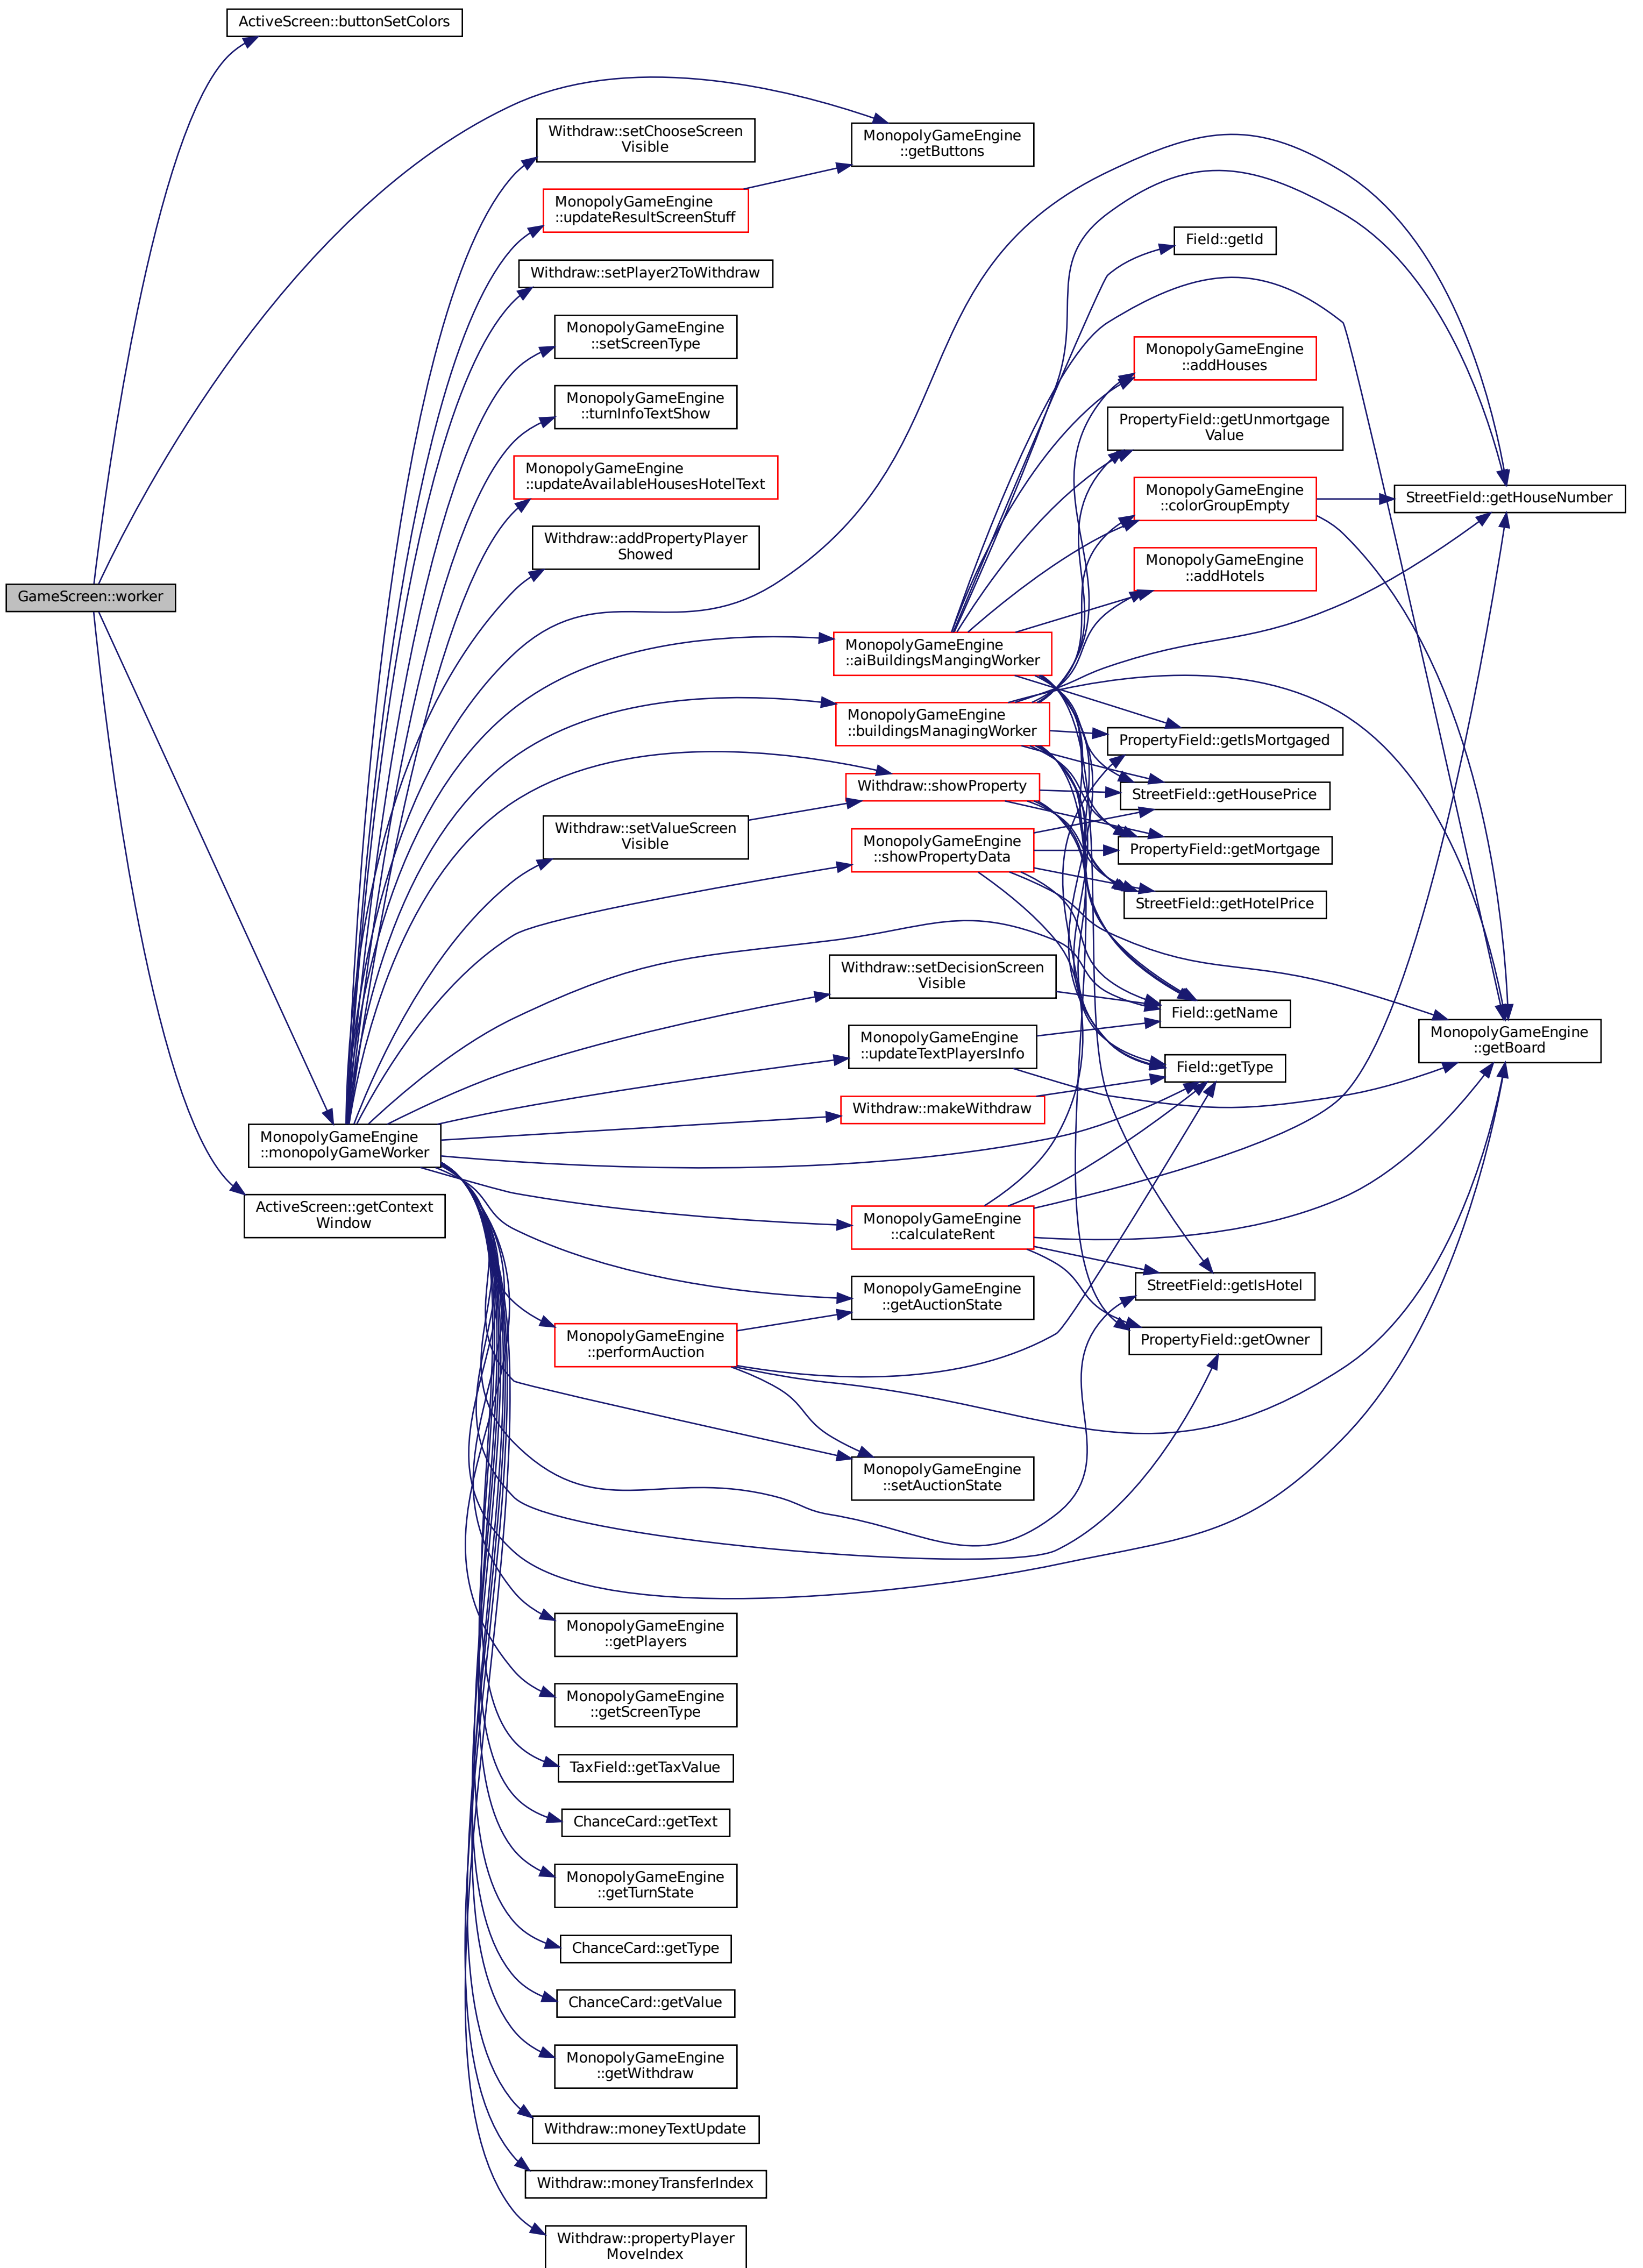 ActiveScreen::buttonSetColors
Withdraw::setChooseScreen
Visible
MonopolyGameEngine
::getButtons
MonopolyGameEngine
::updateResultScreenStuff
Field::getId
Withdraw::setPlayer2ToWithdraw
MonopolyGameEngine
::setScreenType
MonopolyGameEngine
::addHouses
MonopolyGameEngine
::turnInfoTextShow
PropertyField::getUnmortgage
Value
MonopolyGameEngine
::updateAvailableHousesHotelText
MonopolyGameEngine
::colorGroupEmpty
StreetField::getHouseNumber
Withdraw::addPropertyPlayer
Showed
MonopolyGameEngine
::addHotels
GameScreen::worker
MonopolyGameEngine
::aiBuildingsMangingWorker
MonopolyGameEngine
::buildingsManagingWorker
PropertyField::getIsMortgaged
Withdraw::showProperty
StreetField::getHousePrice
Withdraw::setValueScreen
Visible
MonopolyGameEngine
::showPropertyData
PropertyField::getMortgage
StreetField::getHotelPrice
Withdraw::setDecisionScreen
Visible
Field::getName
MonopolyGameEngine
::getBoard
MonopolyGameEngine
::updateTextPlayersInfo
Field::getType
Withdraw::makeWithdraw
MonopolyGameEngine
::monopolyGameWorker
ActiveScreen::getContext
Window
MonopolyGameEngine
::calculateRent
StreetField::getIsHotel
MonopolyGameEngine
::getAuctionState
MonopolyGameEngine
::performAuction
PropertyField::getOwner
MonopolyGameEngine
::setAuctionState
MonopolyGameEngine
::getPlayers
MonopolyGameEngine
::getScreenType
TaxField::getTaxValue
ChanceCard::getText
MonopolyGameEngine
::getTurnState
ChanceCard::getType
ChanceCard::getValue
MonopolyGameEngine
::getWithdraw
Withdraw::moneyTextUpdate
Withdraw::moneyTransferIndex
Withdraw::propertyPlayer
MoveIndex